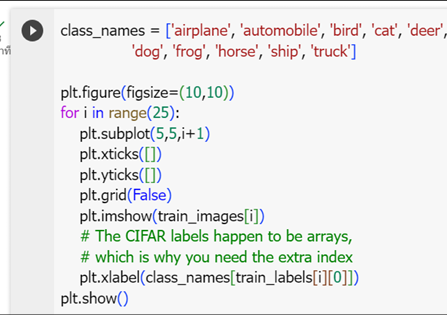 class_names = ['airplane', 'automobile', 'bird', 'cat', 'deer',
'dog', 'frog', 'horse', 'ship', 'truck']
plt.figure(figsize=(10,10))
for i in range(25):
plt.subplot(5,5,i+1)
plt.xticks([])
plt.yticks([])
plt.grid(False)
plt.imshow(train_images[i])
# The CIFAR labels happen to be arrays,
# which is why you need the extra index
plt.xlabel(class_names[train_labels[i][0]])
plt.show()